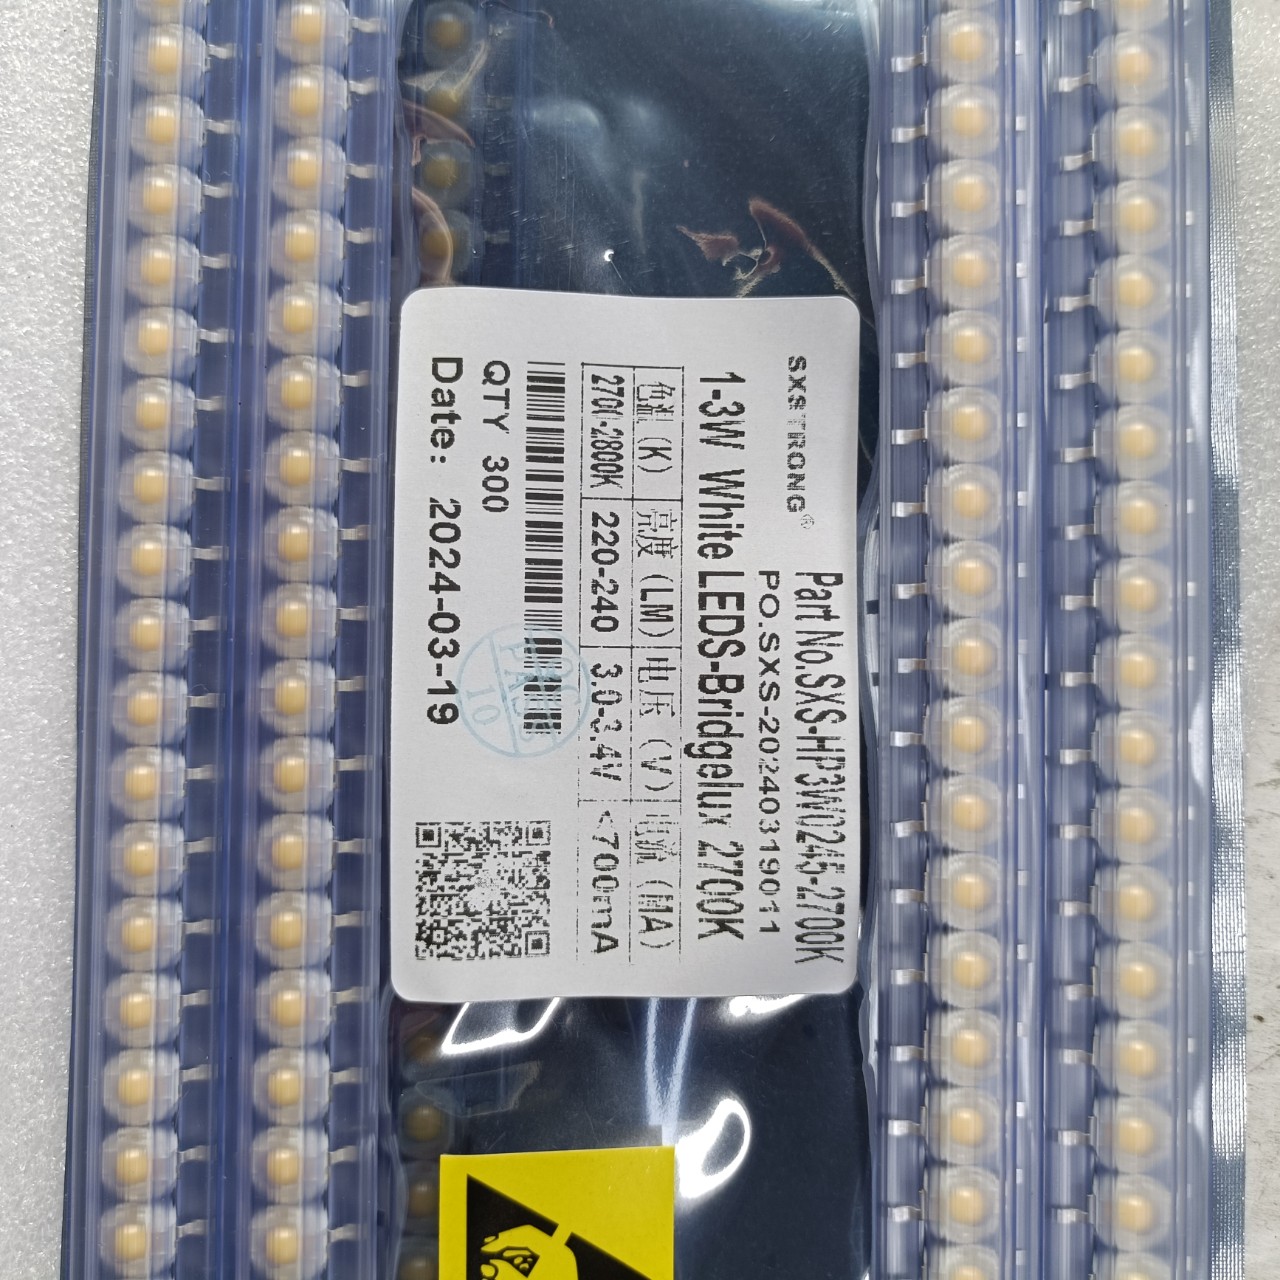 SXSTRONG®
Part No.SXS-HP3W0245-2700K
PO.SXS-20240319011
1-3W White LEDS-Bridgelux 2700K
色温（K） 亮度（LM） 电压（V） 电流（MA）
2700-2800K 220-240 3.0-3.4V <700mA
QTY 300
Date: 2024-03-19
10